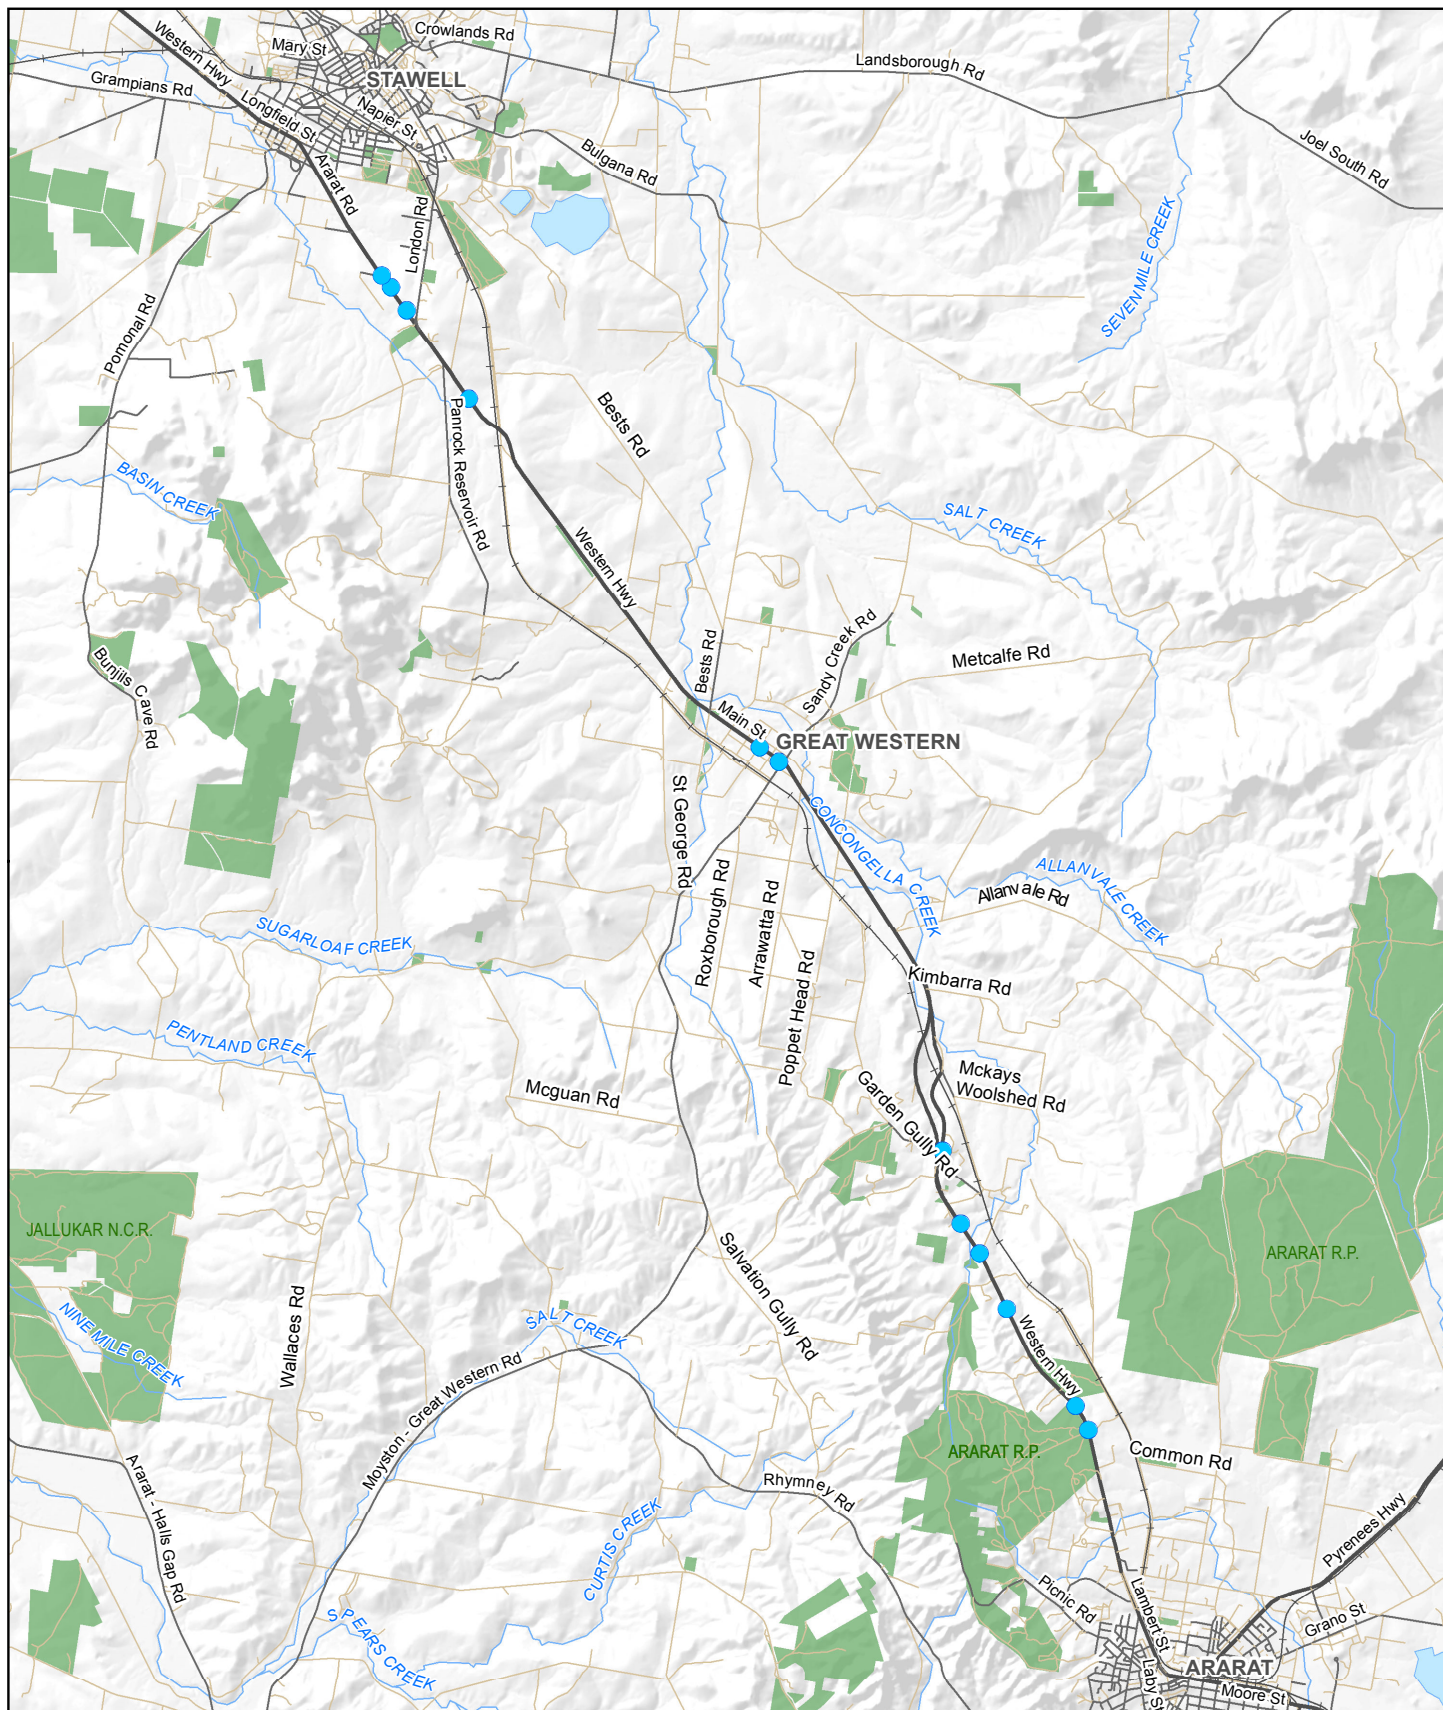 Crowlands Rd
Western Hwy
Mary St
Landsborough Rd
STAWELL
Grampians Rd
Longfield St
Napier St
Joel South Rd
Bulgana Rd
Ararat Rd
London Rd
SEVEN MILE CREEK
Pomonal Rd
Bests Rd
Panrock Reservoir Rd
BASIN CREEK
SALT CREEK
Western Hwy
Bests Rd
Sandy Creek Rd
Metcalfe Rd
Bunjils Cave Rd
Main St
GREAT WESTERN
St George Rd
CONCONGELLA CREEK
Roxborough Rd
Arrawatta Rd
ALLANVALE CREEK
Allanvale Rd
SUGARLOAF CREEK
Poppet Head Rd
Kimbarra Rd
PENTLAND CREEK
Mcguan Rd
Garden Gully Rd
Mckays
Woolshed Rd
JALLUKAR N.C.R.
Salvation Gully Rd
ARARAT R.P.
NINE MILE CREEK
Wallaces Rd
SALT CREEK
Western Hwy
Moyston - Great Western Rd
ARARAT R.P.
Common Rd
Ararat - Halls Gap Rd
Rhymney Rd
CURTIS CREEK
Pyrenees Hwy
Picnic Rd
Lambert St
Grano St
SPEARS CREEK
ARARAT
Laby St
Moore St